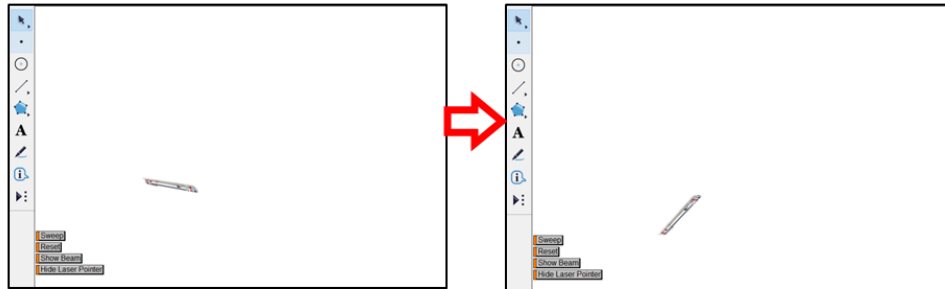 A
Sweep
Reset
Show Beam
Hide Laser Pointer
A
Sweep
Reset
Show Beam
Hide Laser Pointer